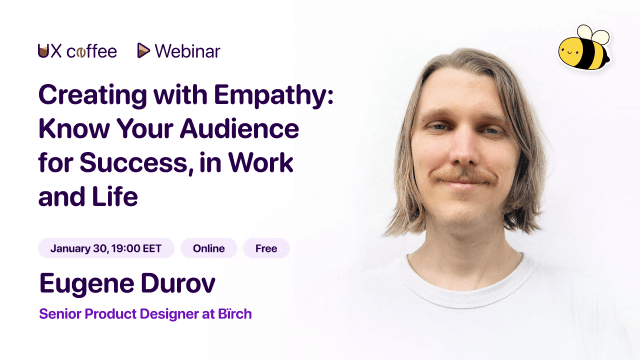 UX coffee Webinar
Creating with Empathy:
Know Your Audience
for Success, in Work
and Life
January 30, 19:00 EET Online Free
Eugene Durov
Senior Product Designer at Bïrch